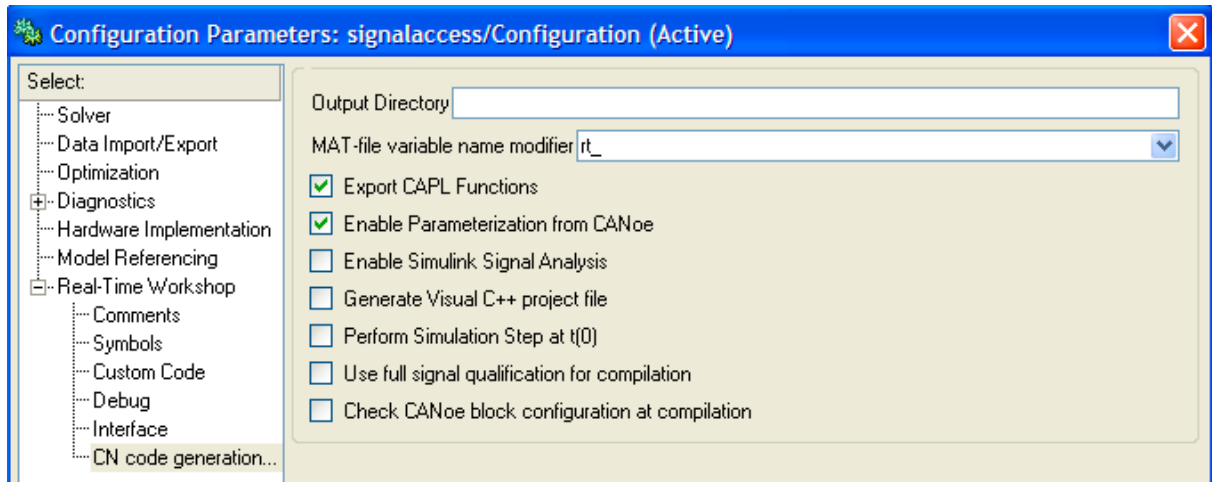 Configuration Parameters: signalaccess/Configuration (Active)
Select:
Solver
Data Import/Export
Optimization
Diagnostics
Hardware Implementation
Model Referencing
Real-Time Workshop
Comments
Symbols
Custom Code
Debug
Interface
CN code generation...
Output Directory
MAT-file variable name modifier rt_
Export CAPL Functions
Enable Parameterization from CANoe
Enable Simulink Signal Analysis
Generate Visual C++ project file
Perform Simulation Step at t(0)
Use full signal qualification for compilation
Check CANoe block configuration at compilation